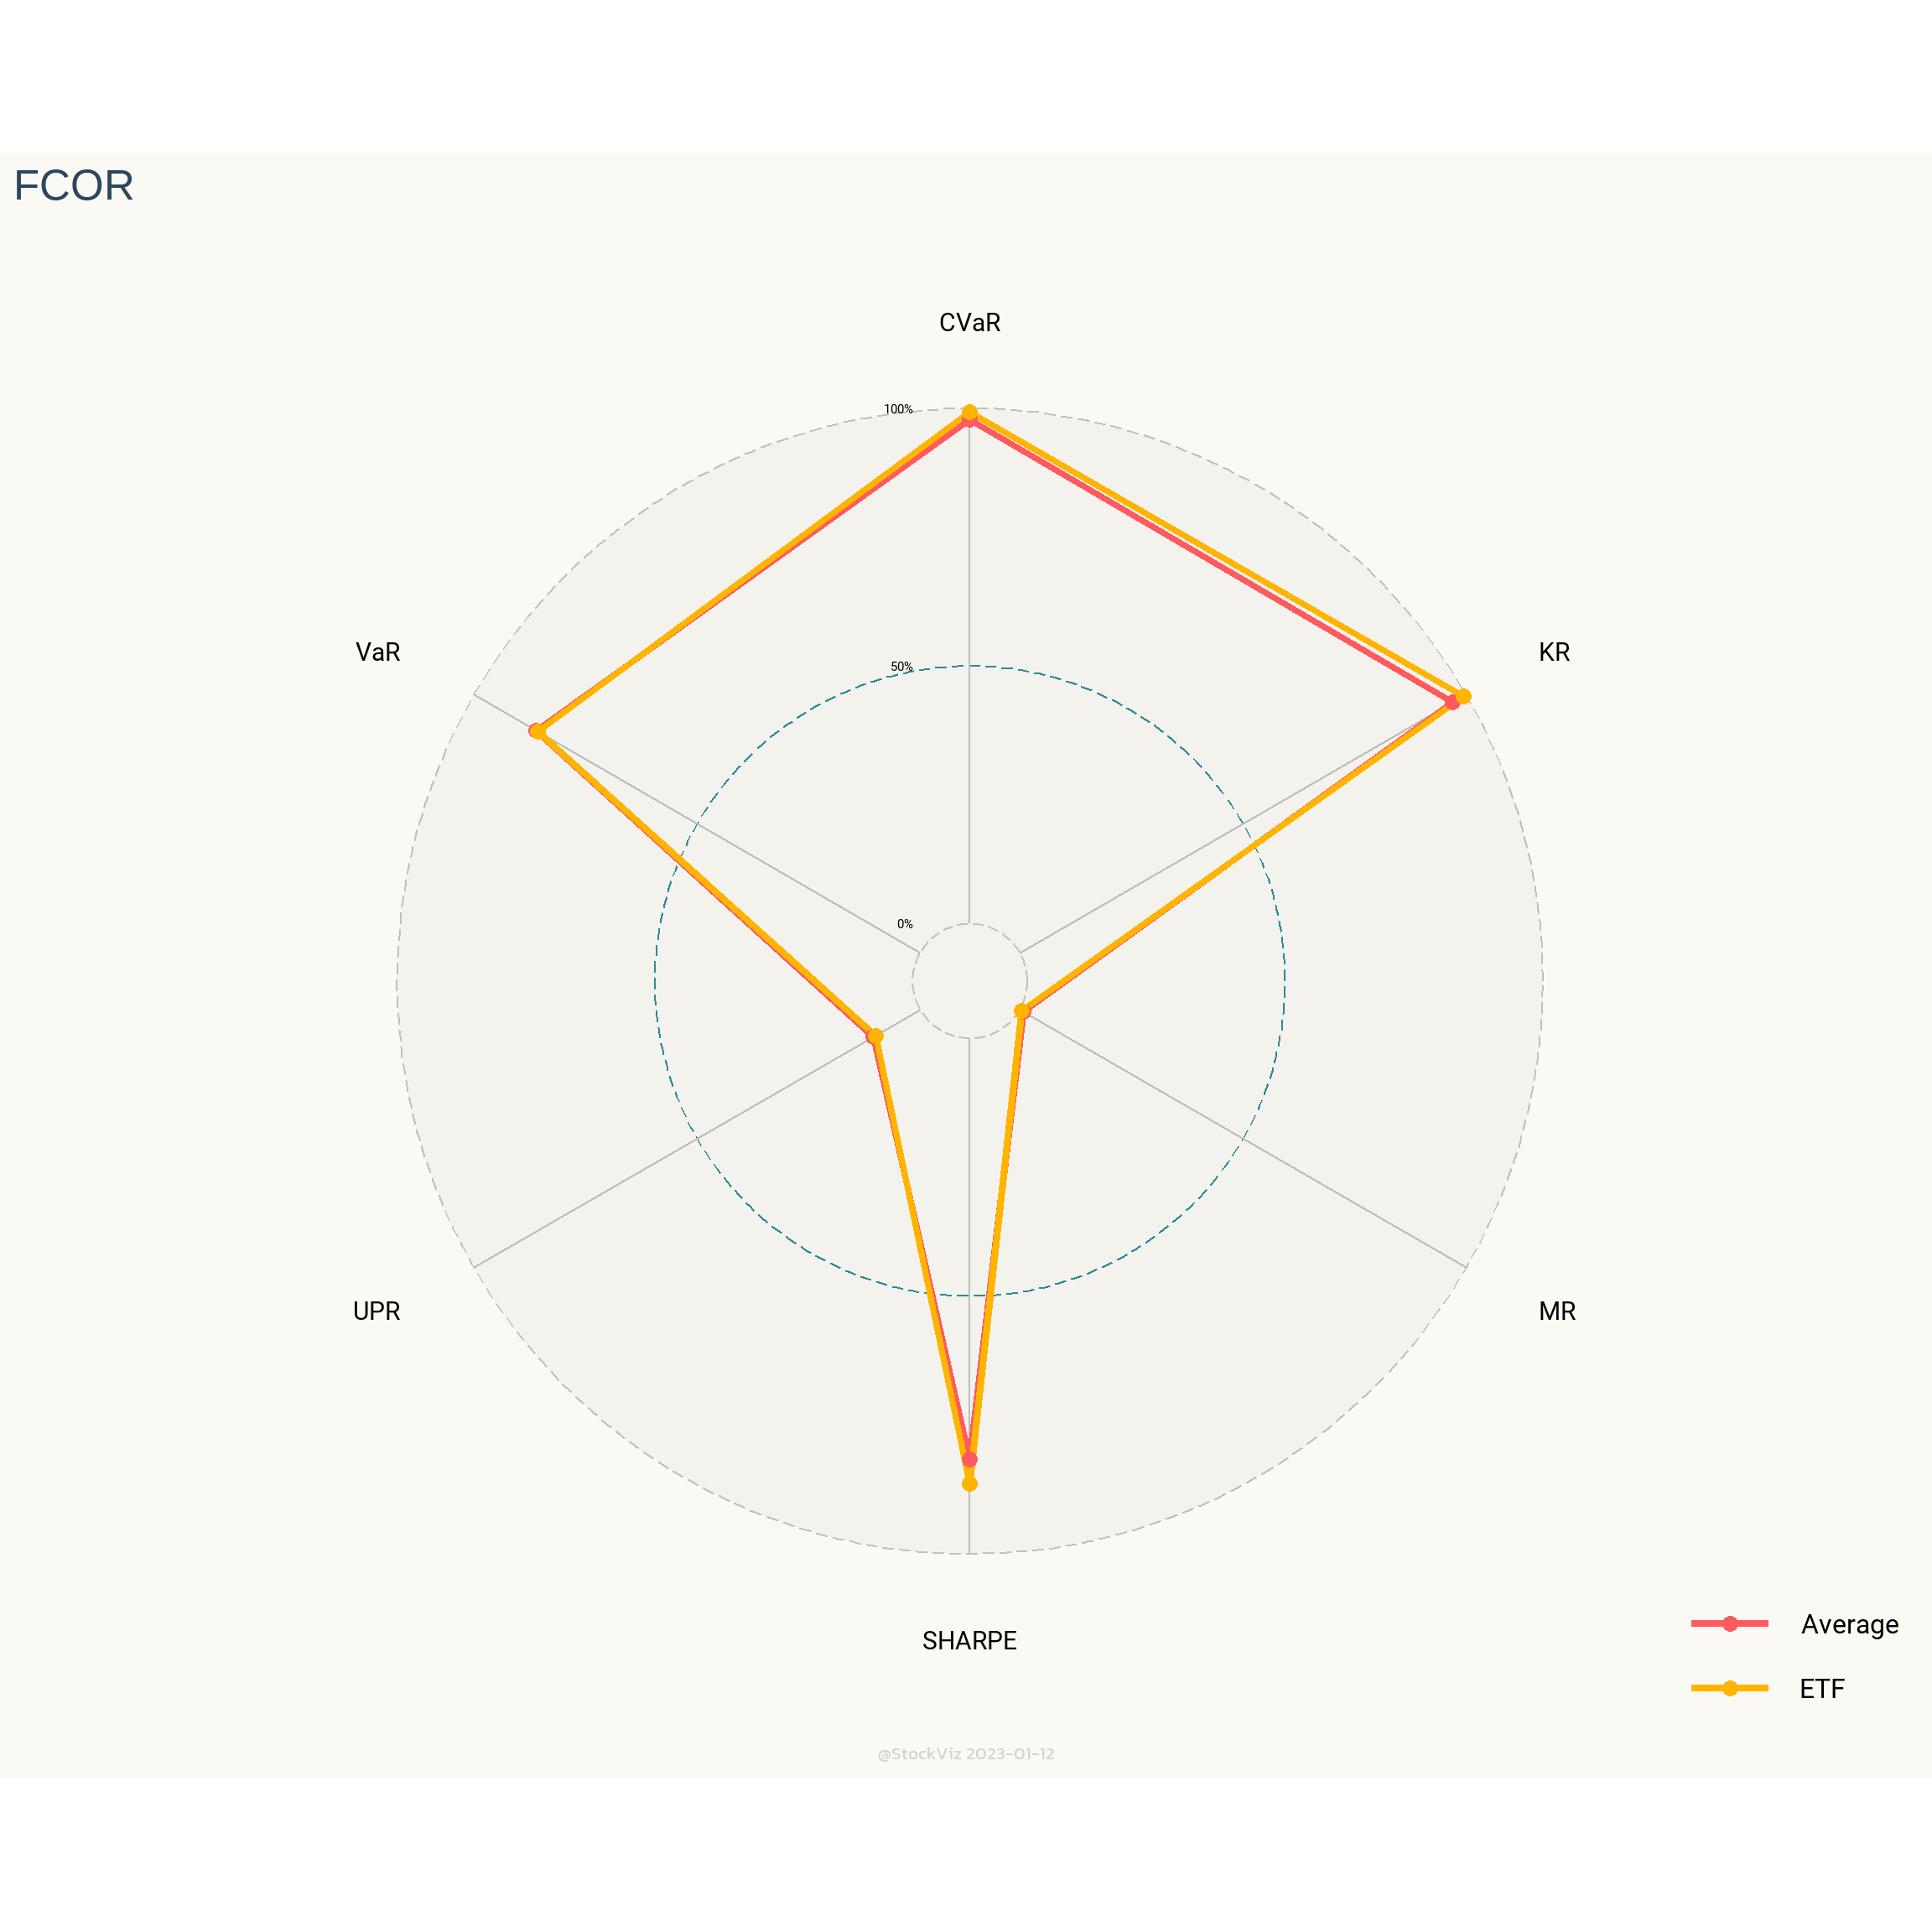 FCOR
CVaR
100%
KR
VaR
50%
0%
UPR
MR
SHARPE
Average
ETF
@StockViz 2023-01-12